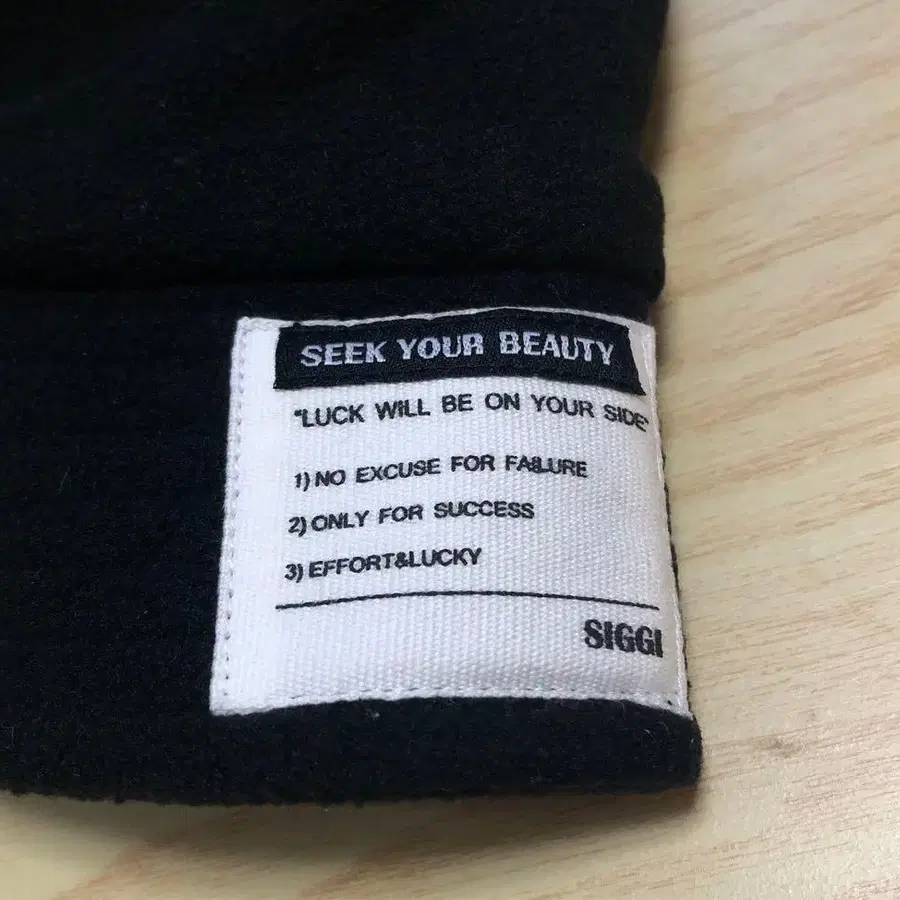 SEEK YOUR BEAUTY
"LUCK WILL BE ON YOUR SIDE"
1) NO EXCUSE FOR FAILURE
2) ONLY FOR SUCCESS
3) EFFORT&LUCKY
SIGGI